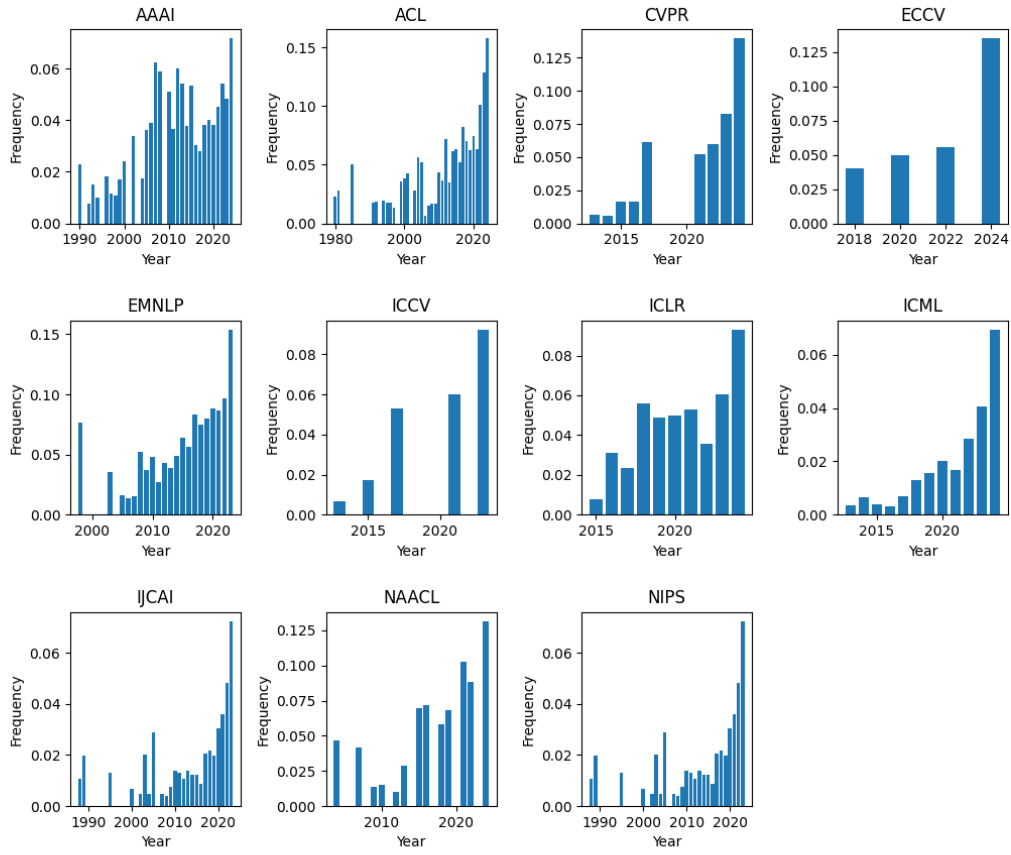 AAAI
ACL
CVPR
ECCV
0.06
0.04
0.02
0.00
Frequency
1990 2000 2010 2020
Year
0.15
0.10
0.05
0.00
Frequency
1980 2000 2020
Year
0.125
0.100
0.075
0.050
0.025
0.000
Frequency
2015 2020
Year
0.125
0.100
0.075
0.050
0.025
0.000
Frequency
2018 2020 2022 2024
Year
EMNLP
ICCV
ICLR
ICML
0.15
0.10
0.05
0.00
Frequency
2000 2010 2020
Year
0.08
0.06
0.04
0.02
0.00
Frequency
2015 2020
Year
0.08
0.06
0.04
0.02
0.00
Frequency
2015 2020
Year
0.06
0.04
0.02
0.00
Frequency
2015 2020
Year
IJCAI
NAACL
NIPS
0.06
0.04
0.02
0.00
Frequency
1990 2000 2010 2020
Year
0.125
0.100
0.075
0.050
0.025
0.000
Frequency
2010 2020
Year
0.06
0.04
0.02
0.00
Frequency
1990 2000 2010 2020
Year